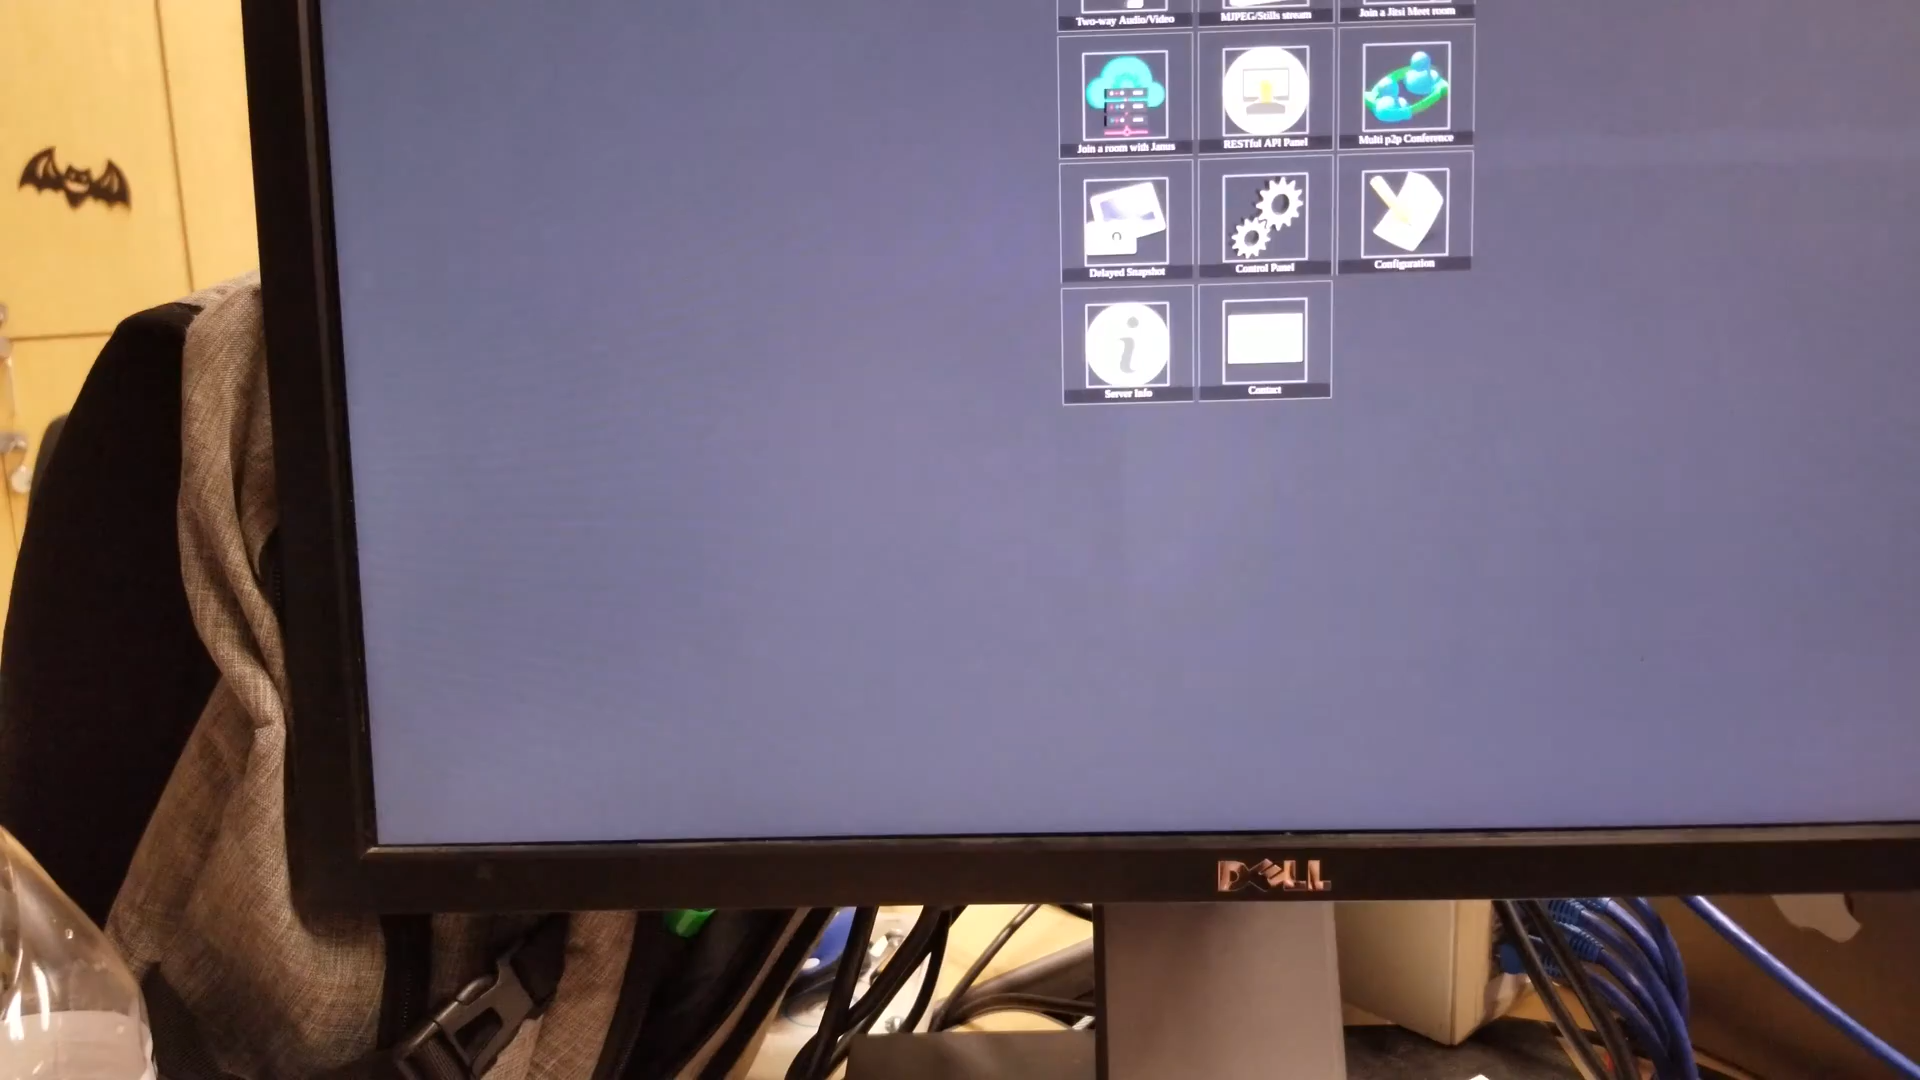 Two-way Audio/Video
MJPEG/Stills stream
Join a Jitsi Meet room
Join a room with Janus
RESTful API Panel
Multi p2p Conference
Delayed Snapshot
Control Panel
Configuration
Server Info
Contact
DELL